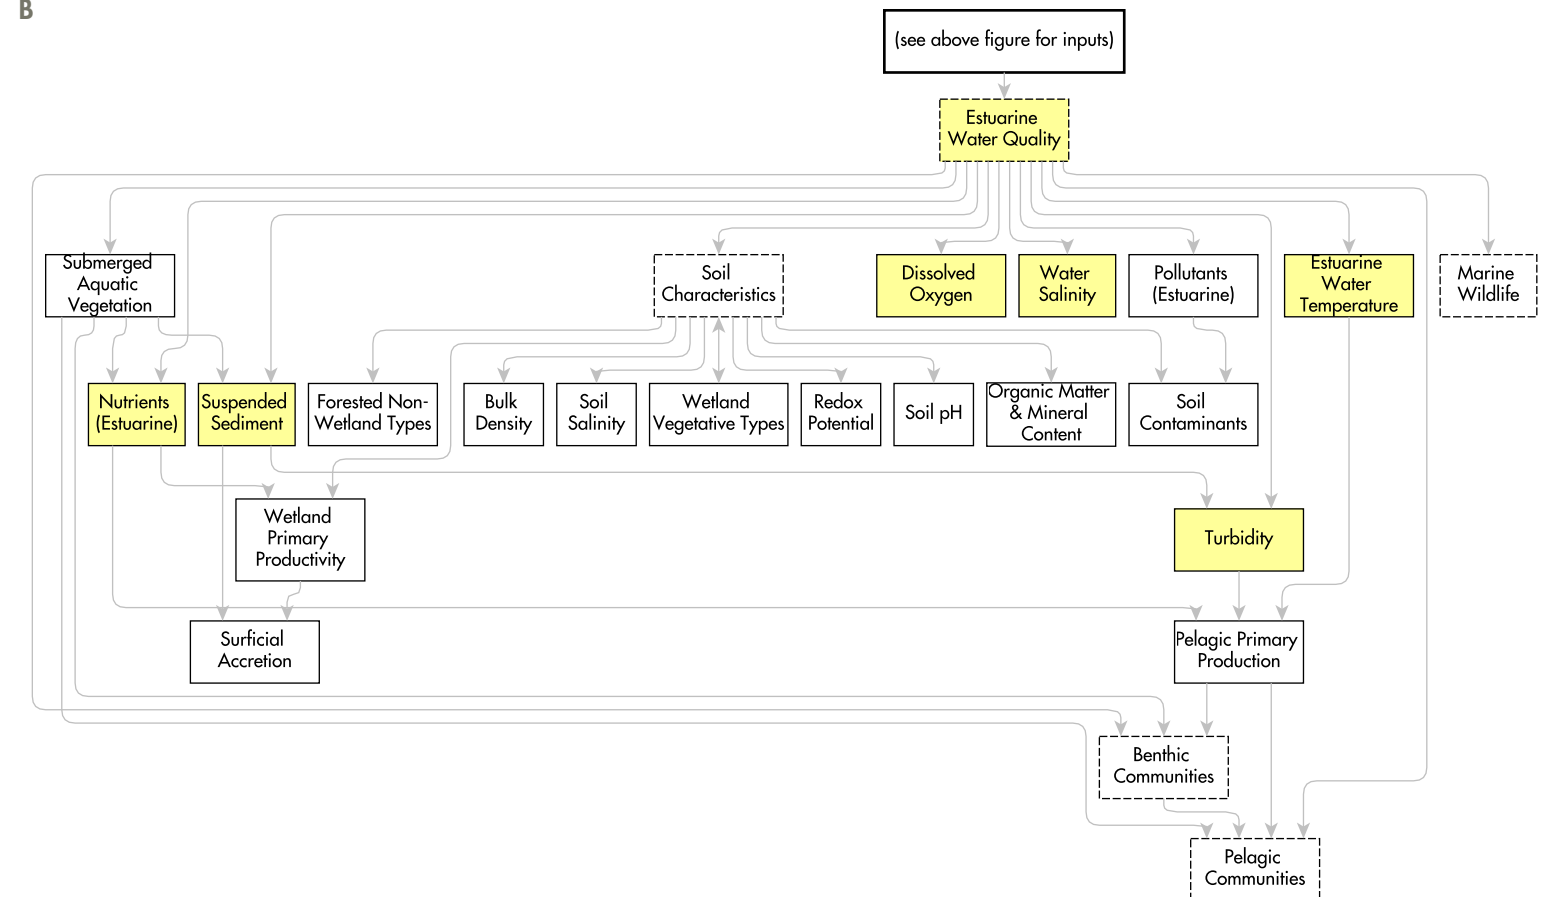 B
(see above figure for inputs)
Estuarine
Water Quality
Submerged
Aquatic
Vegetation
Soil
Characteristics
Dissolved
Oxygen
Water
Salinity
Pollutants
(Estuarine)
Estuarine
Water
Temperature
Marine
Wildlife
Nutrients
(Estuarine)
Suspended
Sediment
Forested Non-
Wetland Types
Bulk
Density
Soil
Salinity
Wetland
Vegetative Types
Redox
Potential
Soil pH
Organic Matter
& Mineral
Content
Soil
Contaminants
Wetland
Primary
Productivity
Turbidity
Surficial
Accretion
Pelagic Primary
Production
Benthic
Communities
Pelagic
Communities